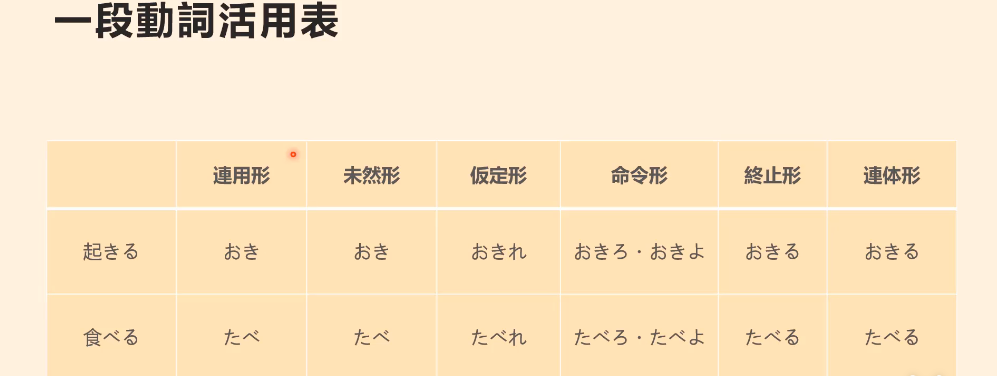 一段動詞活用表
連用形 未然形 仮定形 命令形 終止形 連体形
起きる おき おき おきれ おきろ・おきよ おきる おきる
食べる たべ たべ たべれ たべろ・たべよ たべる たべる